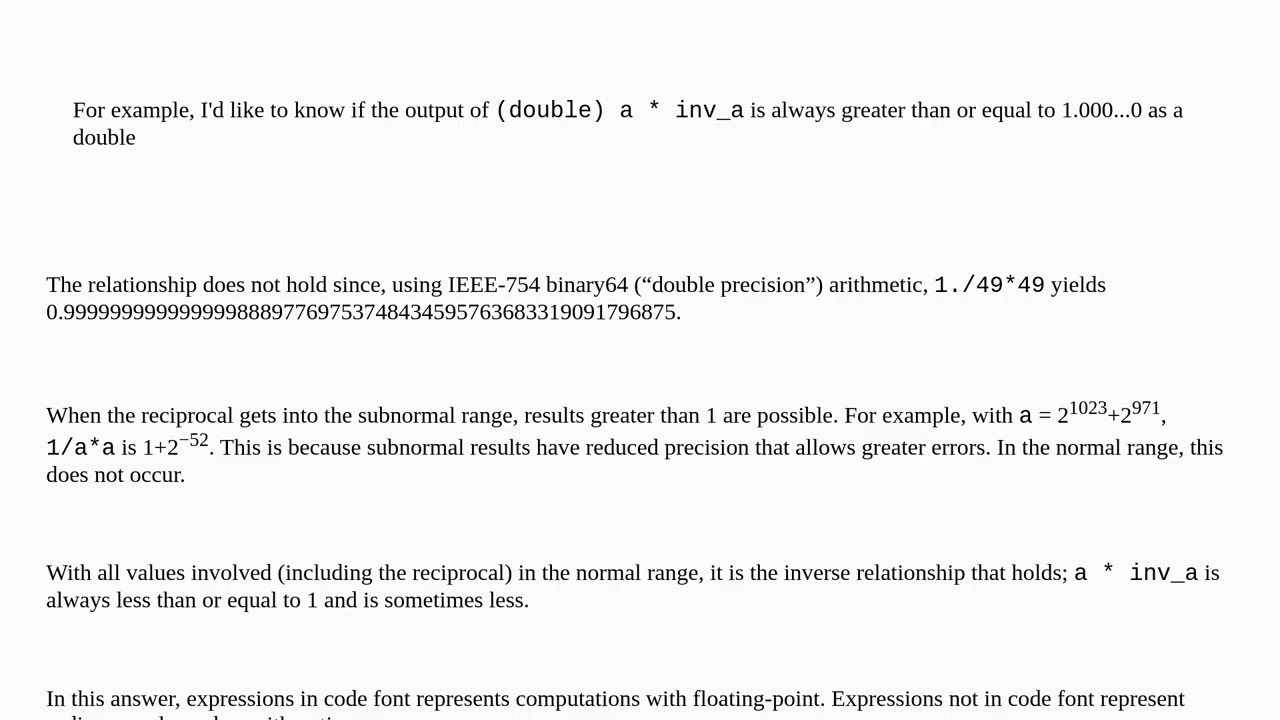 For example, I'd like to know if the output of (double) a * inv_a is always greater than or equal to 1.000...0 as a
double
The relationship does not hold since, using IEEE-754 binary64 (“double precision”) arithmetic, 1./49*49 yields
0.99999999999999988897769753748434595763683319091796875.
When the reciprocal gets into the subnormal range, results greater than 1 are possible. For example, with a = 2^1023+2^971,
1/a*a is 1+2^−52. This is because subnormal results have reduced precision that allows greater errors. In the normal range, this
does not occur.
With all values involved (including the reciprocal) in the normal range, it is the inverse relationship that holds; a * inv_a is
always less than or equal to 1 and is sometimes less.
In this answer, expressions in code font represents computations with floating-point. Expressions not in code font represent